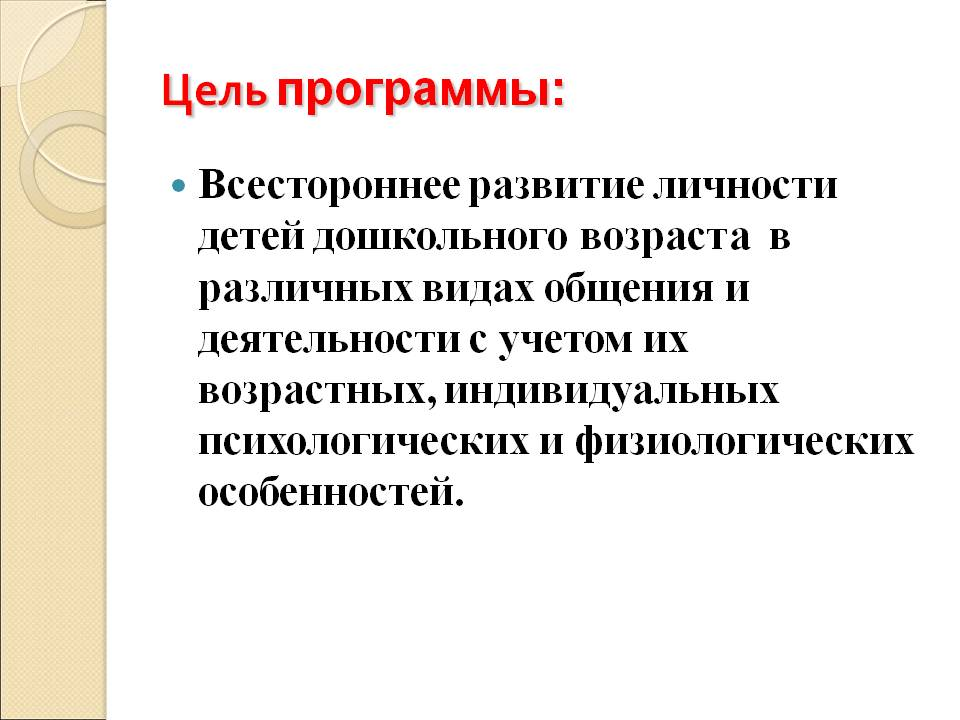 Цель программы:
Всестороннее развитие личности
детей дошкольного возраста в
различных видах общения и
деятельности с учетом их
возрастных, индивидуальных
психологических и физиологических
особенностей.